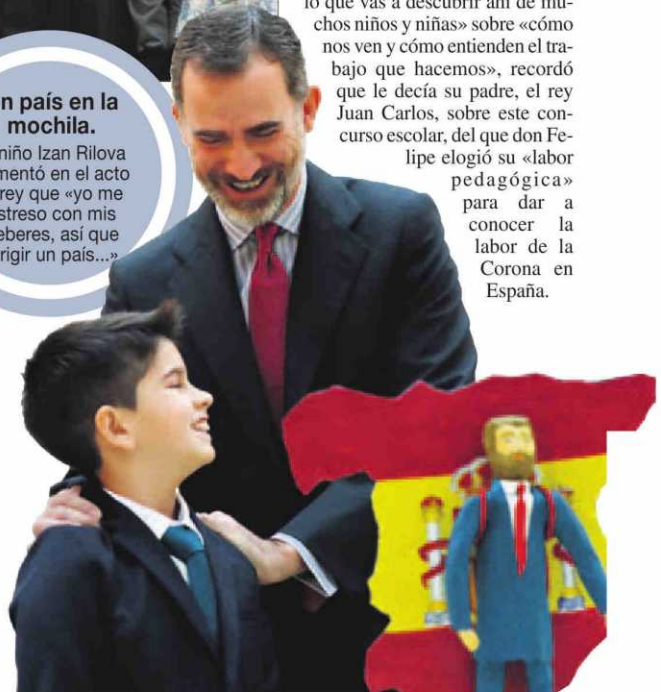 n país en la
mochila.
niño Izan Rilova
mentó en el acto
rey que «yo me
streso con mis
eberes, así que
rigir un país...»
lo que vas a descubrir ahí de mu-
chos niños y niñas» sobre «cómo
nos ven y cómo entienden el tra-
bajo que hacemos», recordó
que le decía su padre, el rey
Juan Carlos, sobre este con-
curso escolar, del que don Fe-
lipe elogió su «labor
pedagógica»
para dar a
conocer la
labor de la
Corona en
España.